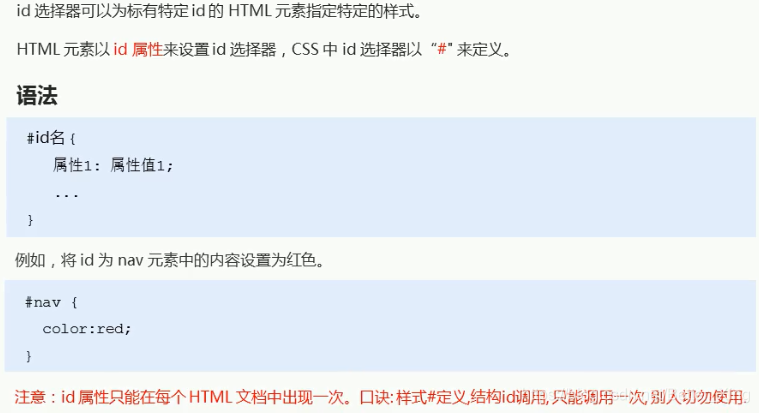 id 选择器可以为标有特定 id 的 HTML 元素指定特定的样式。
HTML 元素以 id 属性来设置 id 选择器，CSS 中 id 选择器以 “#" 来定义。
语法
#id名 {
属性1: 属性值1;
...
}
例如，将 id 为 nav 元素中的内容设置为红色。
#nav {
color:red;
}
注意：id 属性只能在每个 HTML 文档中出现一次。口诀: 样式#定义,结构id调用, 只能调用一次, 别人切勿使用.